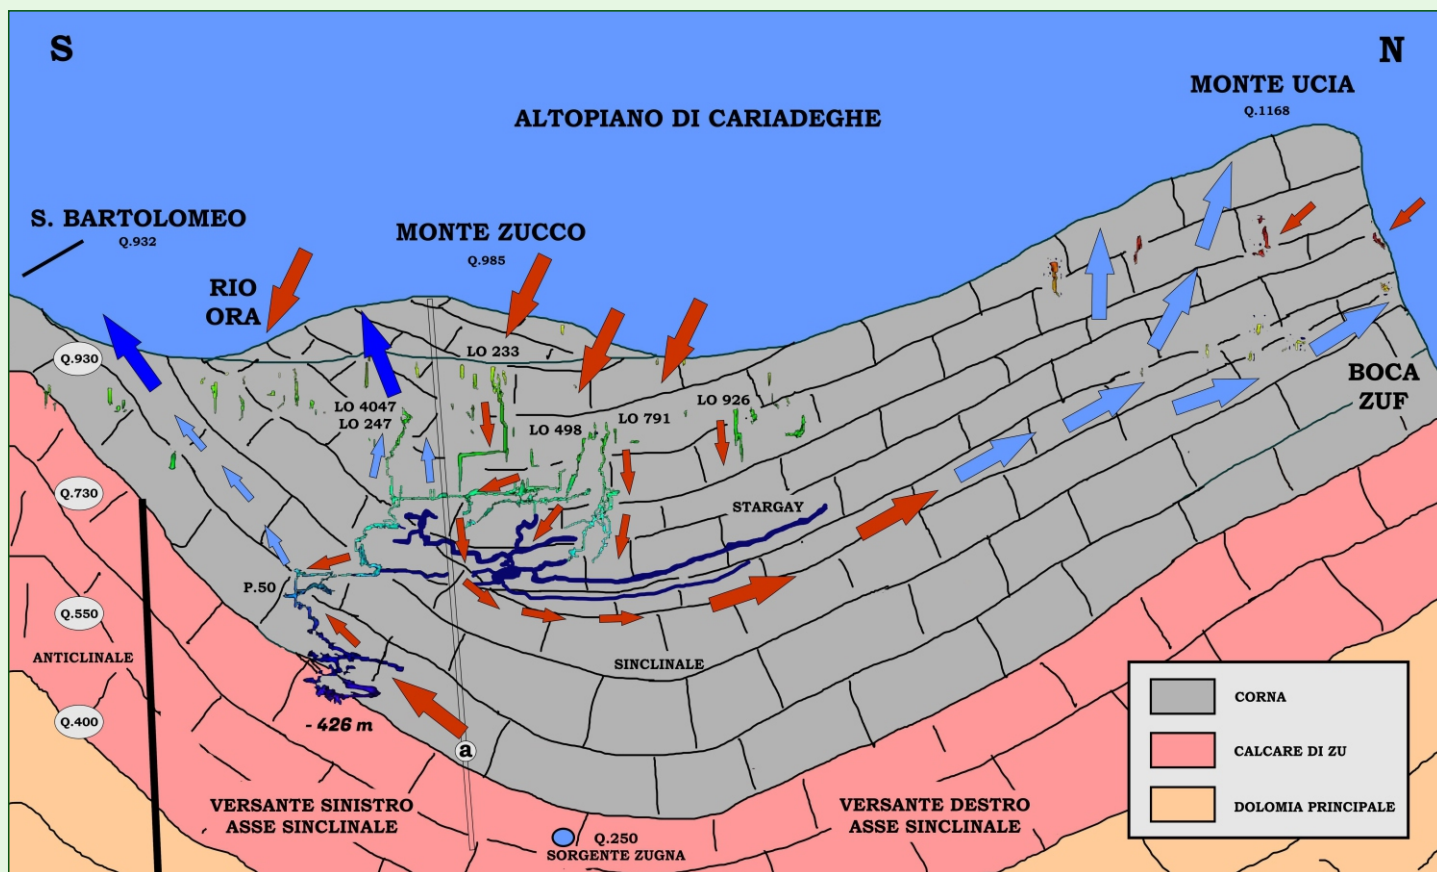 S
N
MONTE UCIA
Q.1168
ALTOPIANO DI CARIADEGHE
S. BARTOLOMEO
Q.932
MONTE ZUCCO
Q.985
RIO
ORA
Q.930
LO 233
BOCA
ZUF
LO 4047
LO 247
LO 498
LO 791
LO 926
Q.730
STARGAY
P.50
Q.550
ANTICLINALE
SINCLINALE
Q.400
- 426 m
a
CORNA
CALCARE DI ZU
DOLOMIA PRINCIPALE
VERSANTE SINISTRO
ASSE SINCLINALE
VERSANTE DESTRO
ASSE SINCLINALE
Q.250
SORGENTE ZUGNA